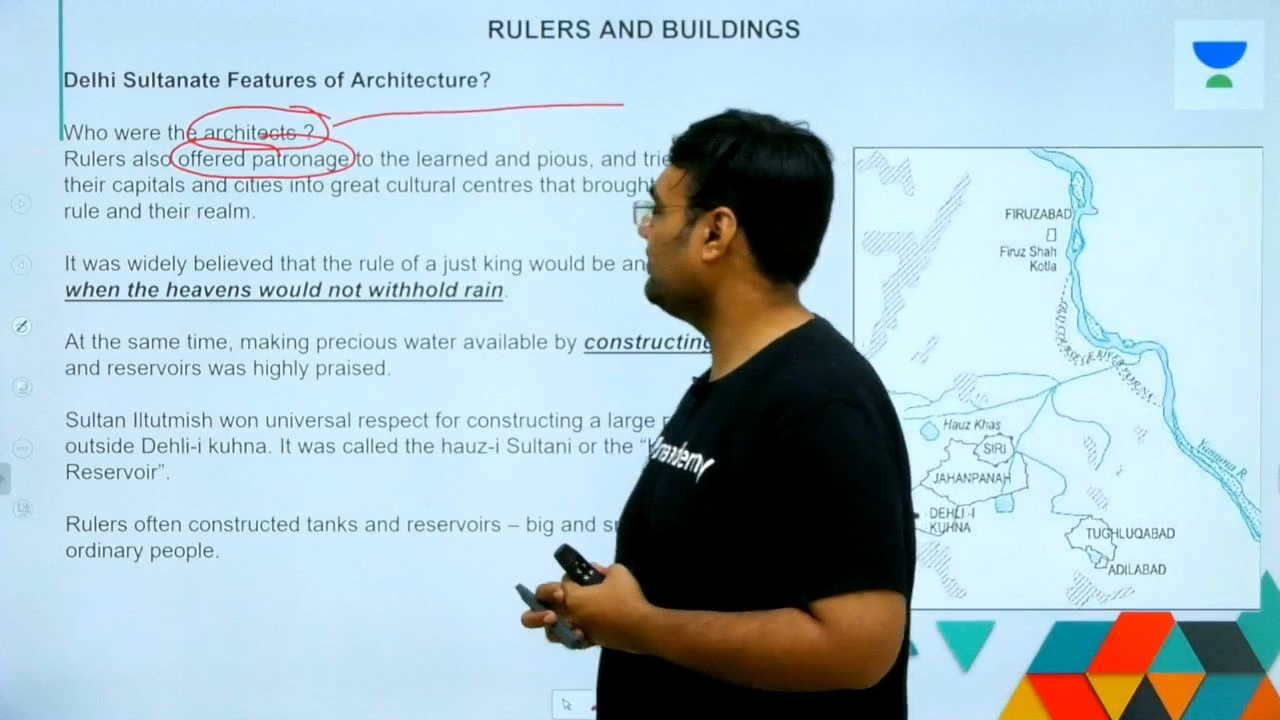 RULERS AND BUILDINGS
Delhi Sultanate Features of Architecture?
Who were the architects ?
Rulers also offered patronage to the learned and pious, and
their capitals and cities into great cultural centres that brought
rule and their realm.
It was widely believed that the rule of a just king would be
when the heavens would not withhold rain.
At the same time, making precious water available by constructing
and reservoirs was highly praised.
Sultan Iltutmish won universal respect for constructing a large
outside Dehli-i kuhna. It was called the hauz-i Sultani or the
Reservoir”.
Rulers often constructed tanks and reservoirs – big and
ordinary people.
FIRUZABAD
Firuz Shah
Kotla
Hauz Khas
SIRI
JAHANPANAH
DEHLI-I
KUHNA
TUGHLUQABAD
ADILABAD
Yamuna R.